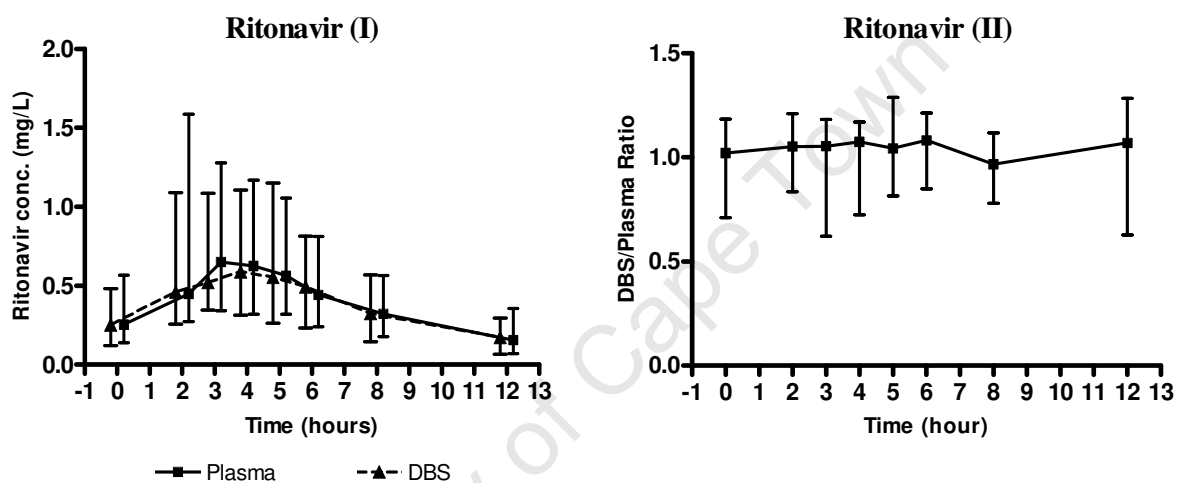 Ritonavir (I)
2.0
1.5
1.0
0.5
0.0
Ritonavir conc. (mg/L)
-1 0 1 2 3 4 5 6 7 8 9 10 11 12 13
Time (hours)
Plasma DBS
Ritonavir (II)
1.5
1.0
0.5
0.0
DBS/Plasma Ratio
-1 0 1 2 3 4 5 6 7 8 9 10 11 12 13
Time (hour)
of Cape Town